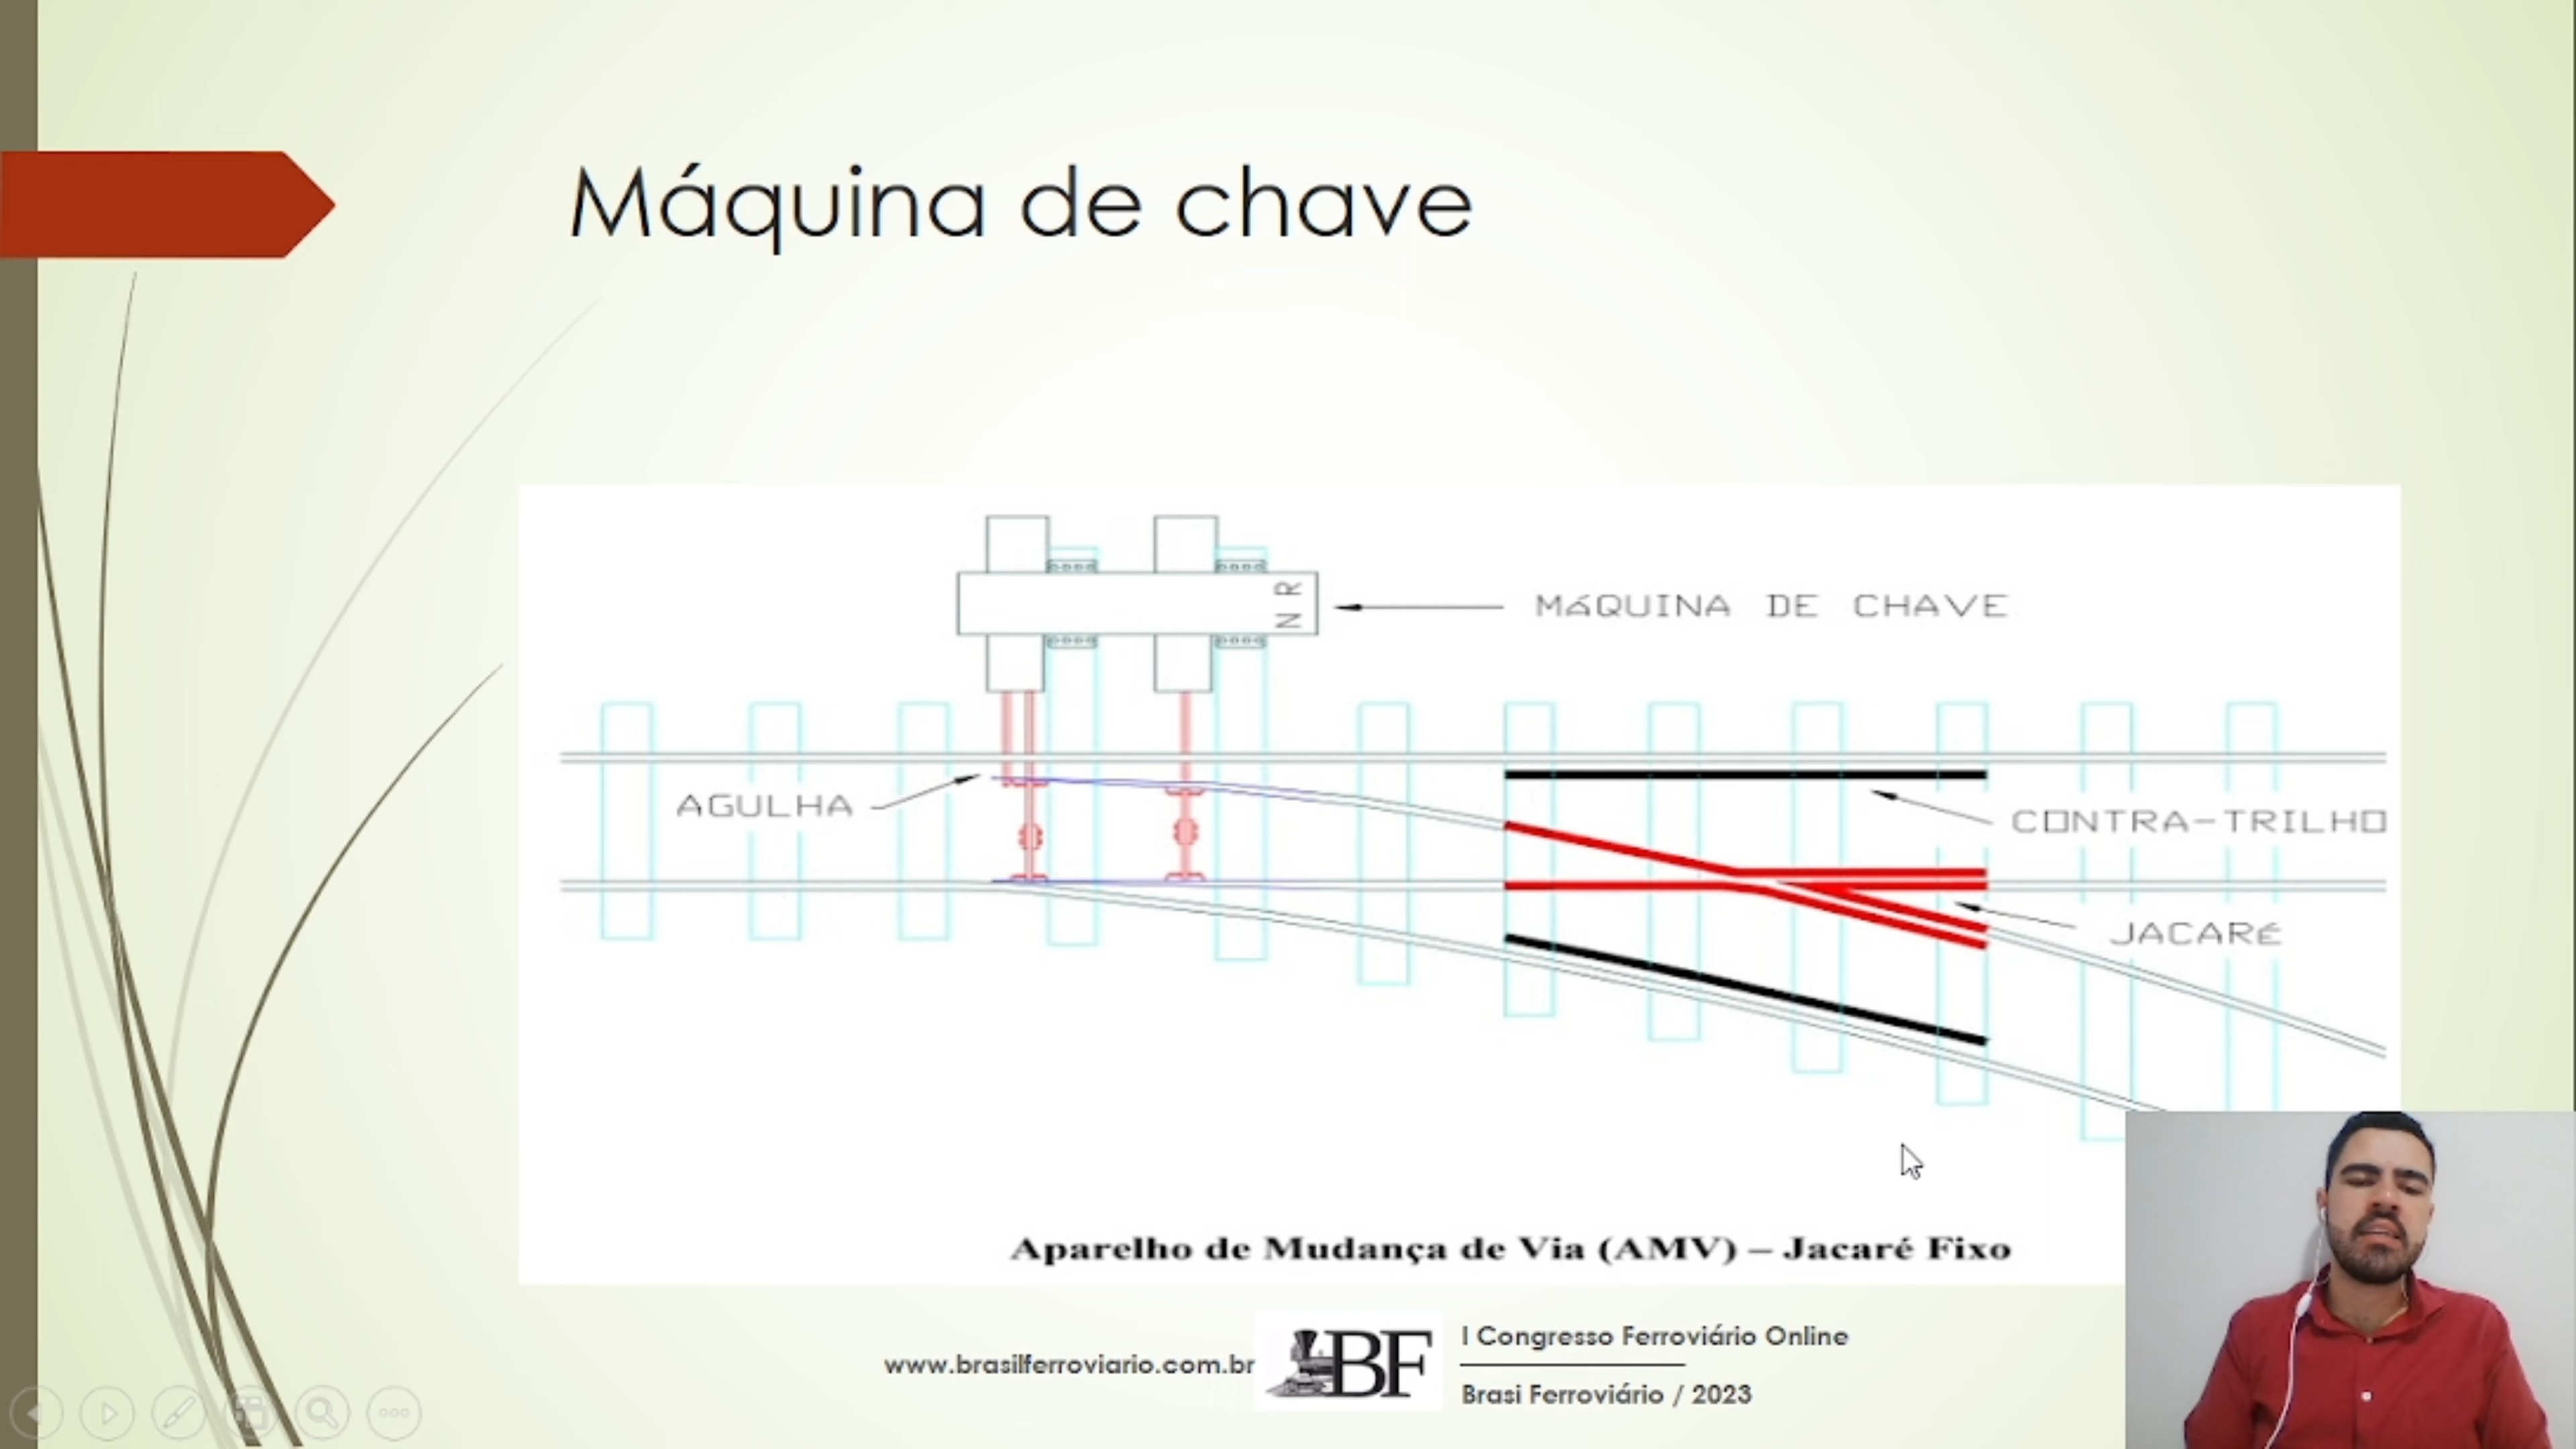 Máquina de chave
N R
MáQUINA DE CHAVE
AGULHA
CONTRA-TRILHO
JACARé
Aparelho de Mudança de Via (AMV) – Jacaré Fixo
www.brasilferroviario.com.br
BF
I Congresso Ferroviário Online
Brasi Ferroviário / 2023